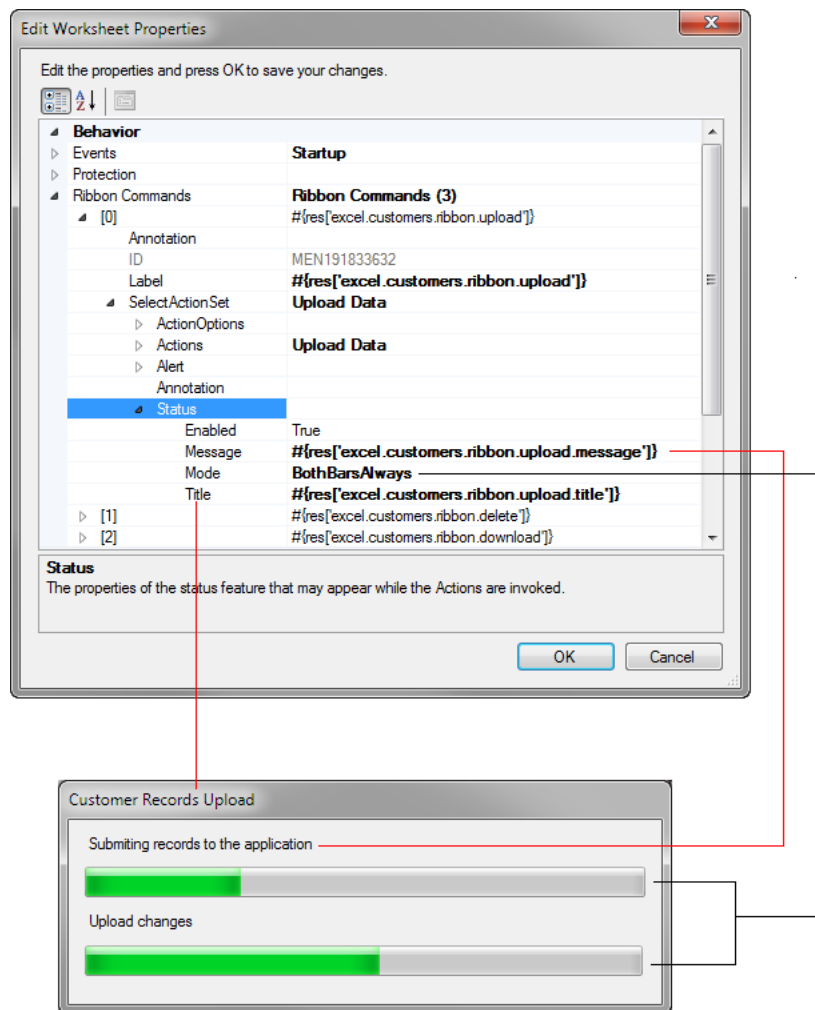 Edit Worksheet Properties
Edit the properties and press OK to save your changes.
Behavior
Events Startup
Protection
Ribbon Commands Ribbon Commands (3)
[0] #{res['excel.customers.ribbon.upload']}
Annotation
ID MEN191833632
Label #{res['excel.customers.ribbon.upload']}
SelectActionSet Upload Data
ActionOptions
Actions Upload Data
Alert
Annotation
Status
Enabled True
Message #{res['excel.customers.ribbon.upload.message']}
Mode BothBarsAlways
Title #{res['excel.customers.ribbon.upload.title']}
[1] #{res['excel.customers.ribbon.delete']}
[2] #{res['excel.customers.ribbon.download']}
Status
The properties of the status feature that may appear while the Actions are invoked.
OK Cancel
Customer Records Upload
Submiting records to the application
Upload changes